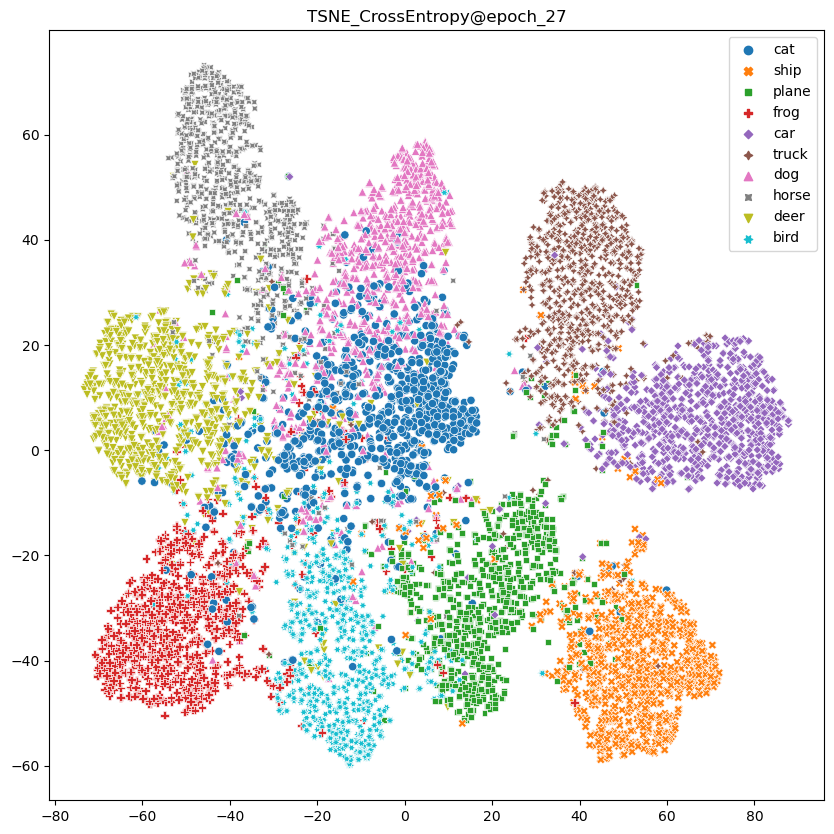 TSNE_CrossEntropy@epoch_27
cat
ship
plane
frog
car
truck
dog
horse
deer
bird
60
40
20
0
−20
−40
−60
−80 −60 −40 −20 0 20 40 60 80